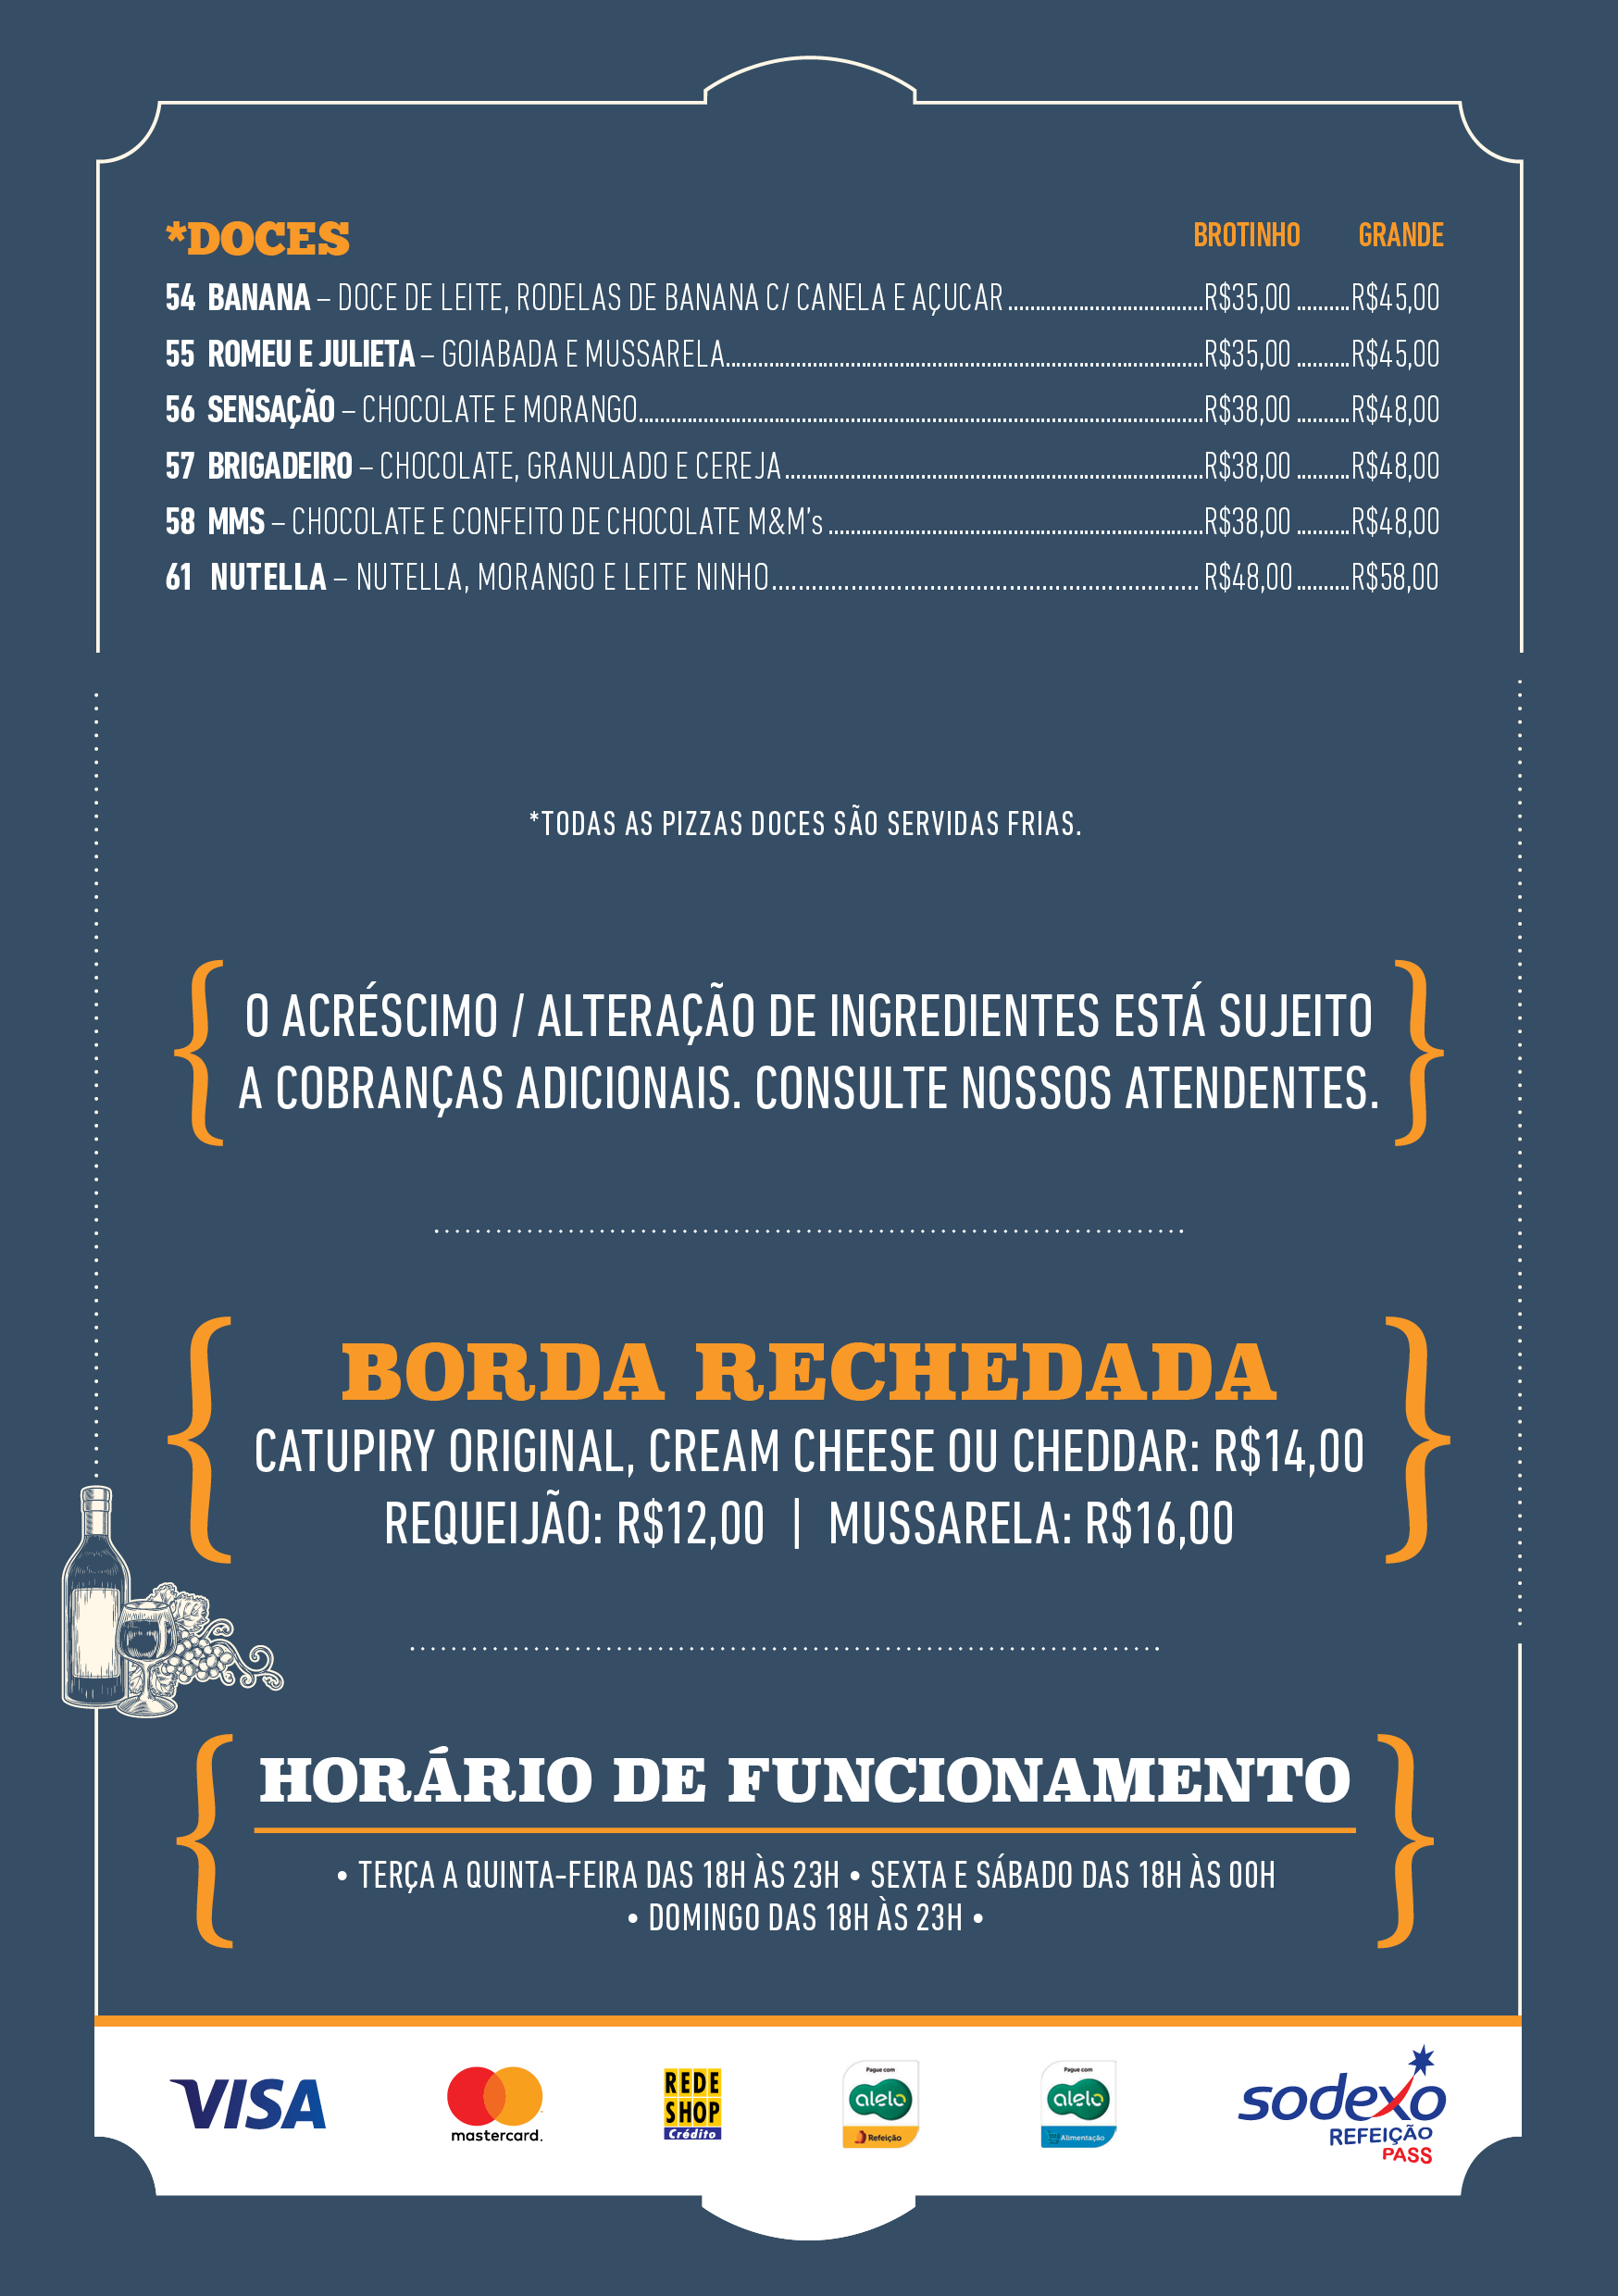 *DOCES BROTINHO GRANDE
54 BANANA – DOCE DE LEITE, RODELAS DE BANANA C/ CANELA E AÇUCAR R$35,00 R$45,00
55 ROMEU E JULIETA – GOIABADA E MUSSARELA R$35,00 R$45,00
56 SENSAÇÃO – CHOCOLATE E MORANGO R$38,00 R$48,00
57 BRIGADEIRO – CHOCOLATE, GRANULADO E CEREJA R$38,00 R$48,00
58 MMS – CHOCOLATE E CONFEITO DE CHOCOLATE M&M's R$38,00 R$48,00
61 NUTELLA – NUTELLA, MORANGO E LEITE NINHO R$48,00 R$58,00
*TODAS AS PIZZAS DOCES SÃO SERVIDAS FRIAS.
O ACRÉSCIMO / ALTERAÇÃO DE INGREDIENTES ESTÁ SUJEITO
A COBRANÇAS ADICIONAIS. CONSULTE NOSSOS ATENDENTES.
BORDA RECHEDADA
CATUPIRY ORIGINAL, CREAM CHEESE OU CHEDDAR: R$14,00
REQUEIJÃO: R$12,00 | MUSSARELA: R$16,00
HORÁRIO DE FUNCIONAMENTO
• TERÇA A QUINTA-FEIRA DAS 18H ÀS 23H • SEXTA E SÁBADO DAS 18H ÀS 00H
• DOMINGO DAS 18H ÀS 23H •
VISA
mastercard.
REDE
SHOP
Crédito
Pague com
alelo
Refeição
Pague com
alelo
Alimentação
sodexo
REFEIÇÃO
PASS